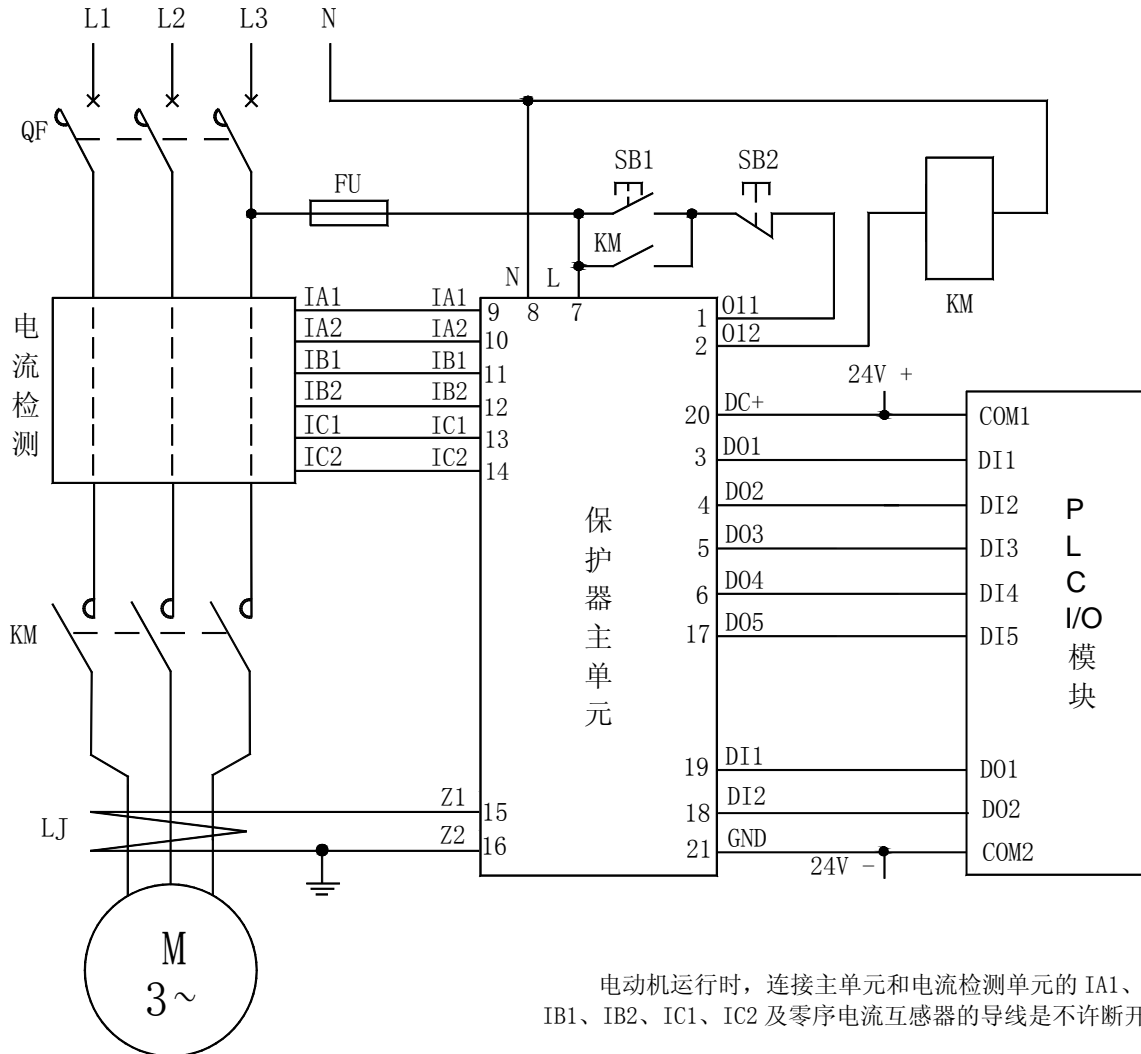 L1 L2 L3 N
QF
FU
SB1 SB2
KM
N L
KM
电流检测
IA1 IA1 9
IA2 IA2 10
IB1 IB1 11
IB2 IB2 12
IC1 IC1 13
IC2 IC2 14
8 7
保护器主单元
1 O11
2 O12
24V +
20 DC+ COM1
3 DO1 DI1
4 DO2 DI2
5 DO3 DI3
6 DO4 DI4
17 DO5 DI5
PLC I/O模块
19 DI1 DO1
18 DI2 DO2
21 GND COM2
24V -
KM
LJ
Z1 15
Z2 16
M
3~
电动机运行时，连接主单元和电流检测单元的 IA1、
IB1、IB2、IC1、IC2 及零序电流互感器的导线是不许断开